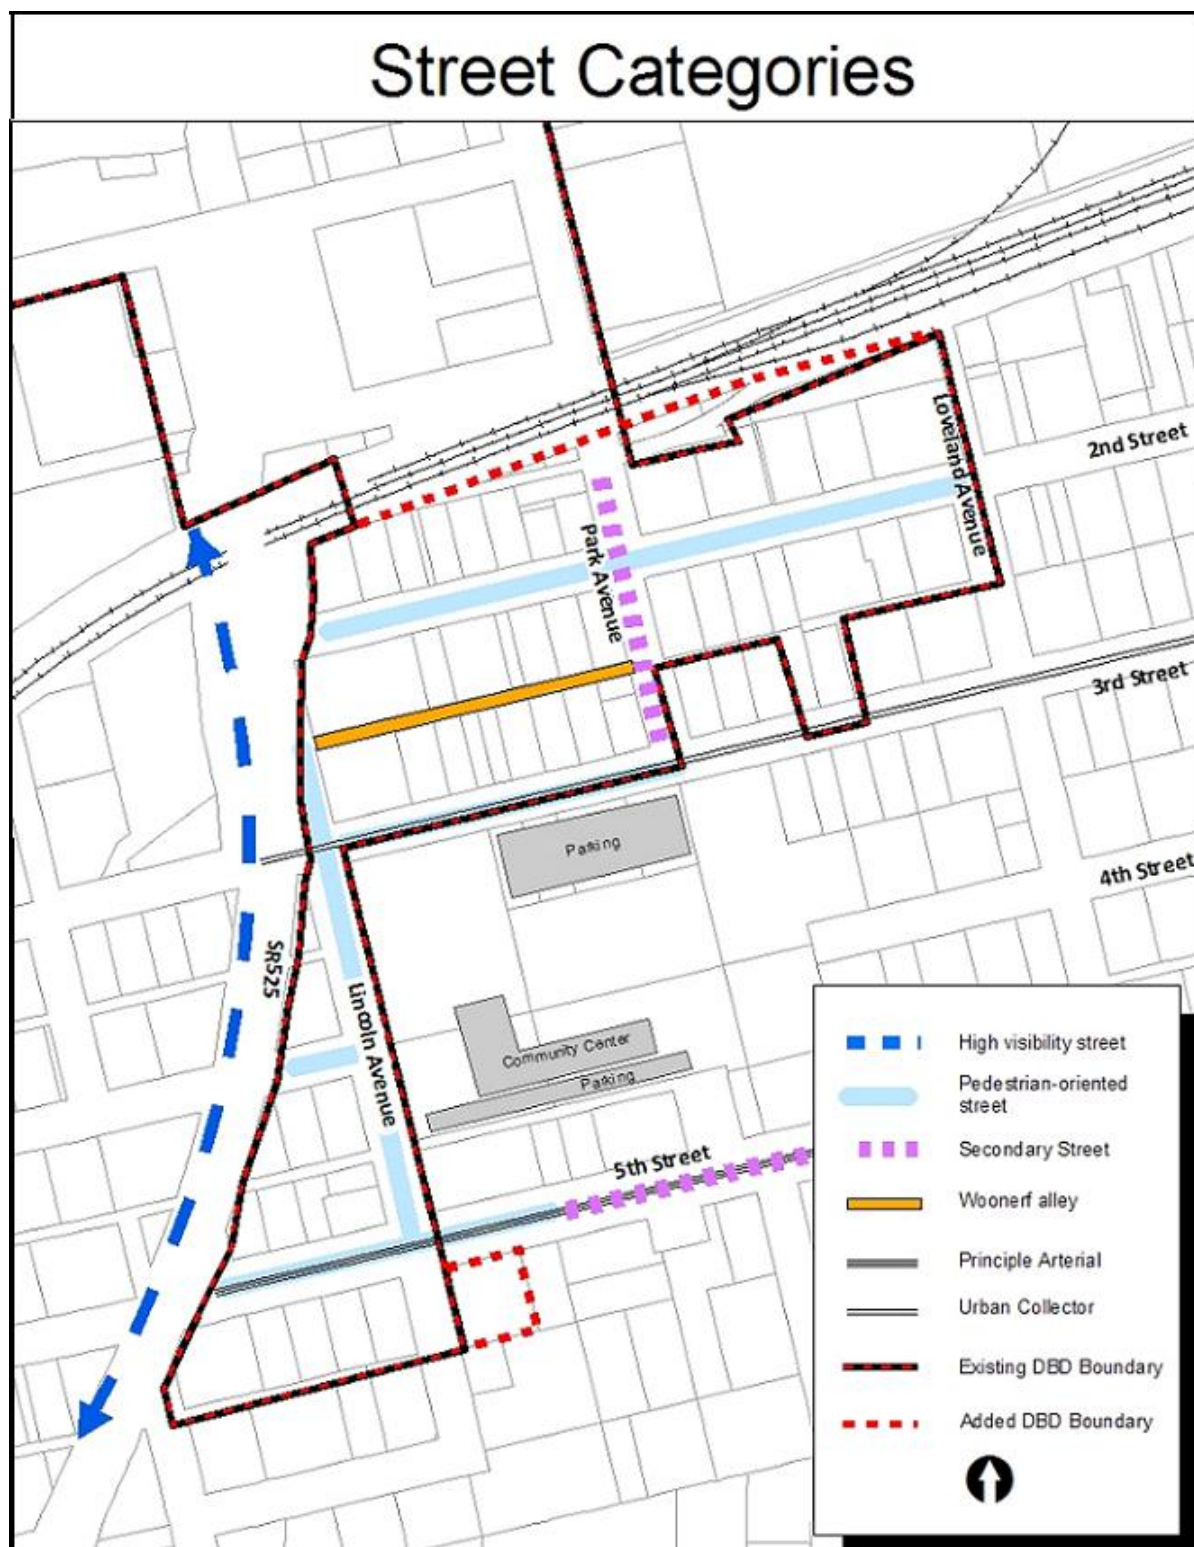 Street Categories
Loveland Avenue
2nd Street
Park Avenue
3rd Street
Parking
4th Street
SR525
Lincoln Avenue
Community Center
Parking
5th Street
High visibility street
Pedestrian-oriented
street
Secondary Street
Woonerf alley
Principle Arterial
Urban Collector
Existing DBD Boundary
Added DBD Boundary